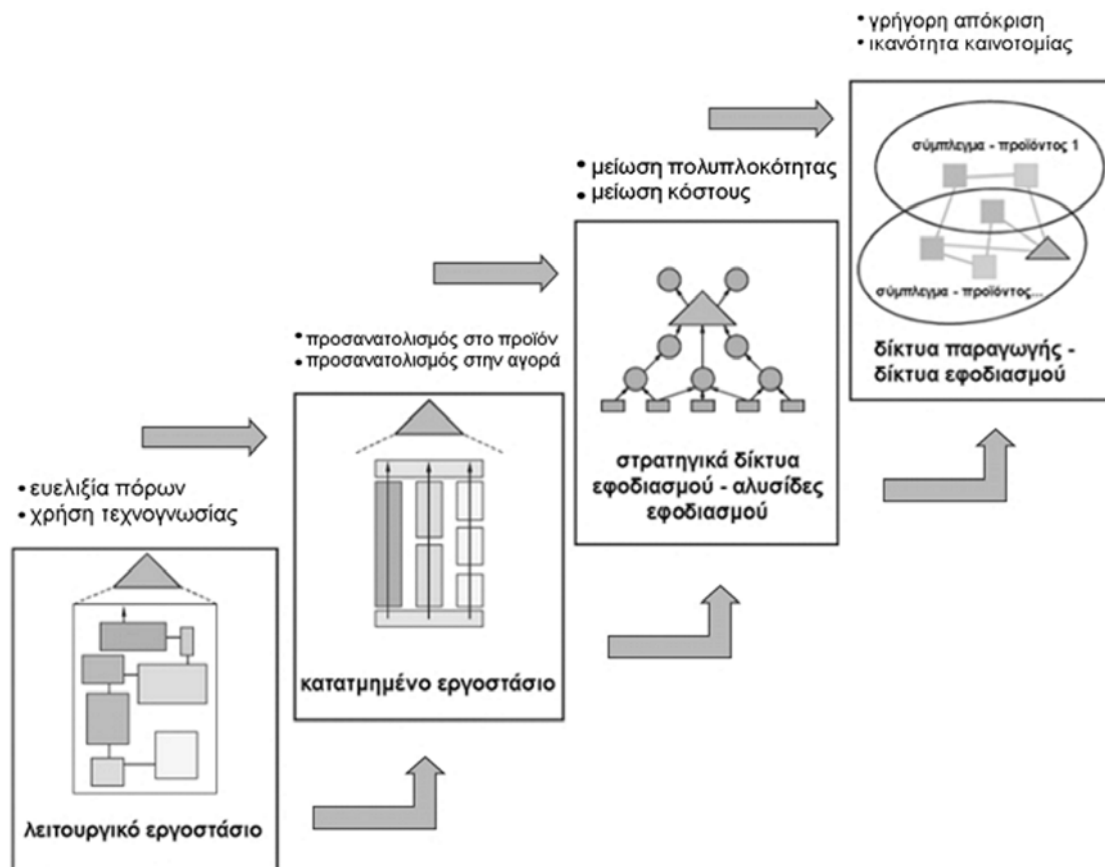 • γρήγορη απόκριση
• ικανότητα καινοτομίας
σύμπλεγμα - προϊόντος 1
σύμπλεγμα - προϊόντος...
δίκτυα παραγωγής -
δίκτυα εφοδιασμού
• μείωση πολυπλοκότητας
• μείωση κόστους
στρατηγικά δίκτυα
εφοδιασμού - αλυσίδες
εφοδιασμού
• προσανατολισμός στο προϊόν
• προσανατολισμός στην αγορά
κατατμημένο εργοστάσιο
• ευελιξία πόρων
• χρήση τεχνογνωσίας
λειτουργικό εργοστάσιο